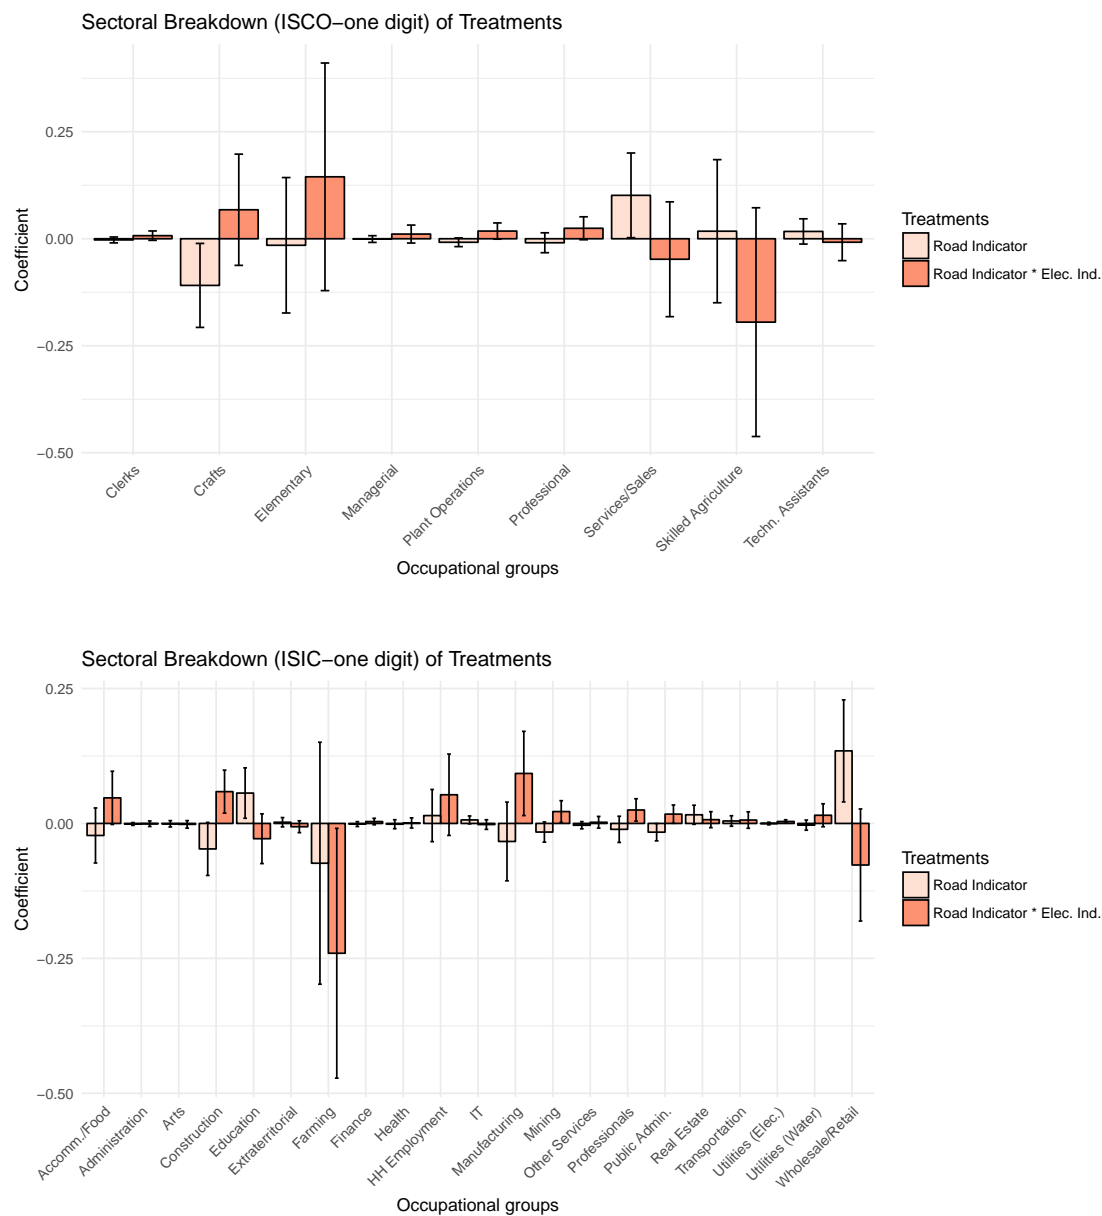 Sectoral Breakdown (ISCO−one digit) of Treatments
Coefficient
0.25
0.00
−0.25
−0.50
Clerks
Crafts
Elementary
Managerial
Plant Operations
Professional
Services/Sales
Skilled Agriculture
Techn. Assistants
Occupational groups
Treatments
Road Indicator
Road Indicator * Elec. Ind.
Sectoral Breakdown (ISIC−one digit) of Treatments
Coefficient
0.25
0.00
−0.25
−0.50
Accomm./Food
Administration
Arts
Construction
Education
Extraterritorial
Farming
Finance
Health
HH Employment
IT
Manufacturing
Mining
Other Services
Professionals
Public Admin.
Real Estate
Transportation
Utilities (Elec.)
Utilities (Water)
Wholesale/Retail
Occupational groups
Treatments
Road Indicator
Road Indicator * Elec. Ind.